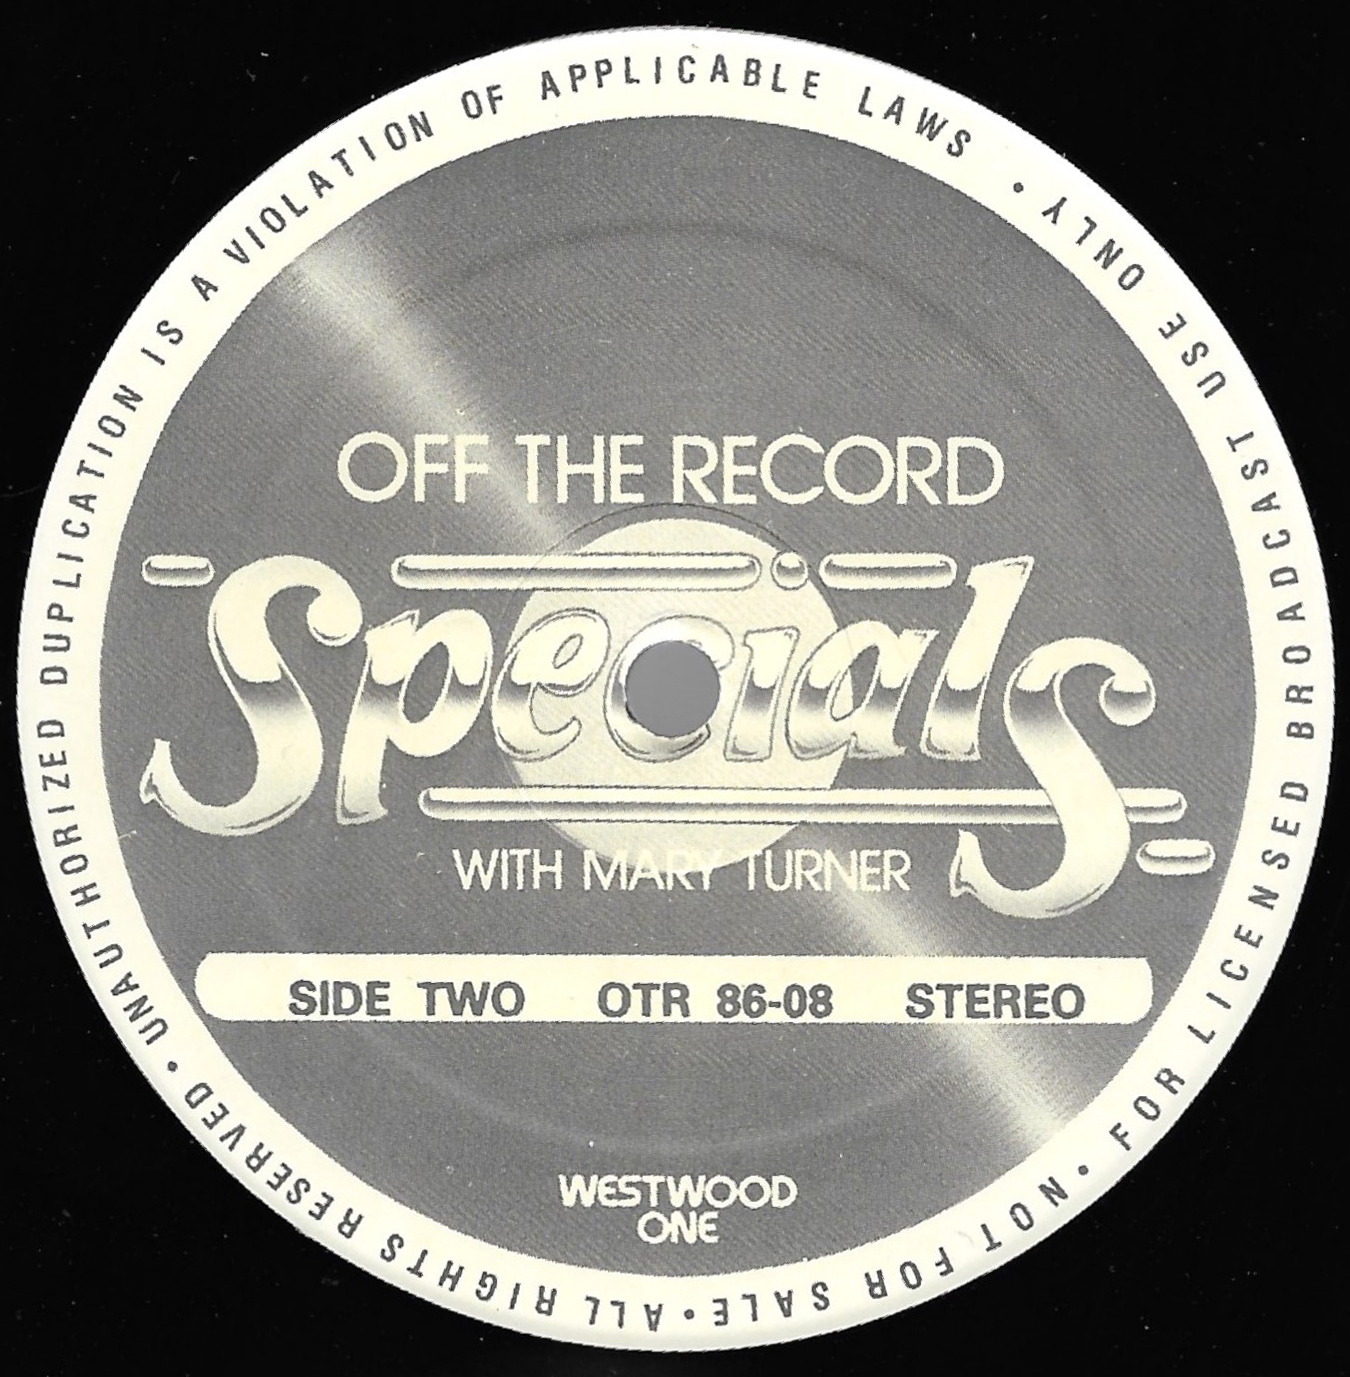 OFF THE RECORD
Specials
WITH MARY TURNER
SIDE TWO OTR 86-08 STEREO
WESTWOOD
ONE
UNAUTHORIZED DUPLICATION IS A VIOLATION OF APPLICABLE LAWS • FOR LICENSED BROADCAST USE ONLY • NOT FOR SALE • ALL RIGHTS RESERVED •